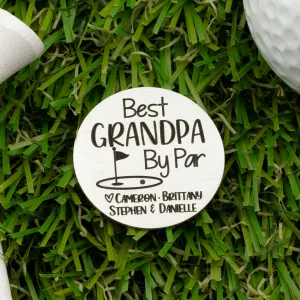 Best
GRANDPA
By Par
♡ CAMERON · BRITTANY
STEPHEN & DANIELLE